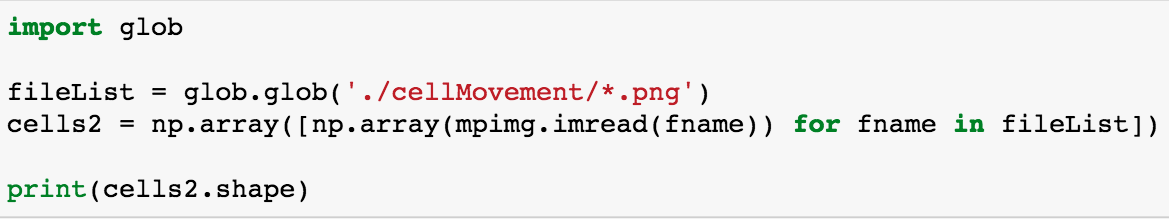 import glob
fileList = glob.glob('./cellMovement/*.png')
cells2 = np.array([np.array(mpimg.imread(fname)) for fname in fileList])
print(cells2.shape)